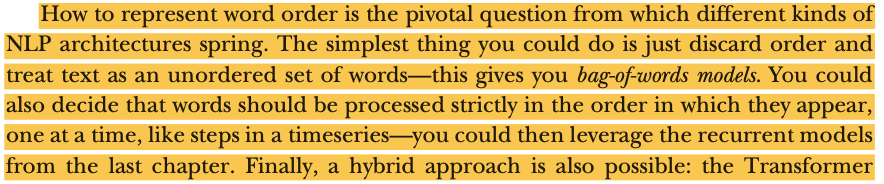 How to represent word order is the pivotal question from which different kinds of
NLP architectures spring. The simplest thing you could do is just discard order and
treat text as an unordered set of words—this gives you bag-of-words models. You could
also decide that words should be processed strictly in the order in which they appear,
one at a time, like steps in a timeseries—you could then leverage the recurrent models
from the last chapter. Finally, a hybrid approach is also possible: the Transformer